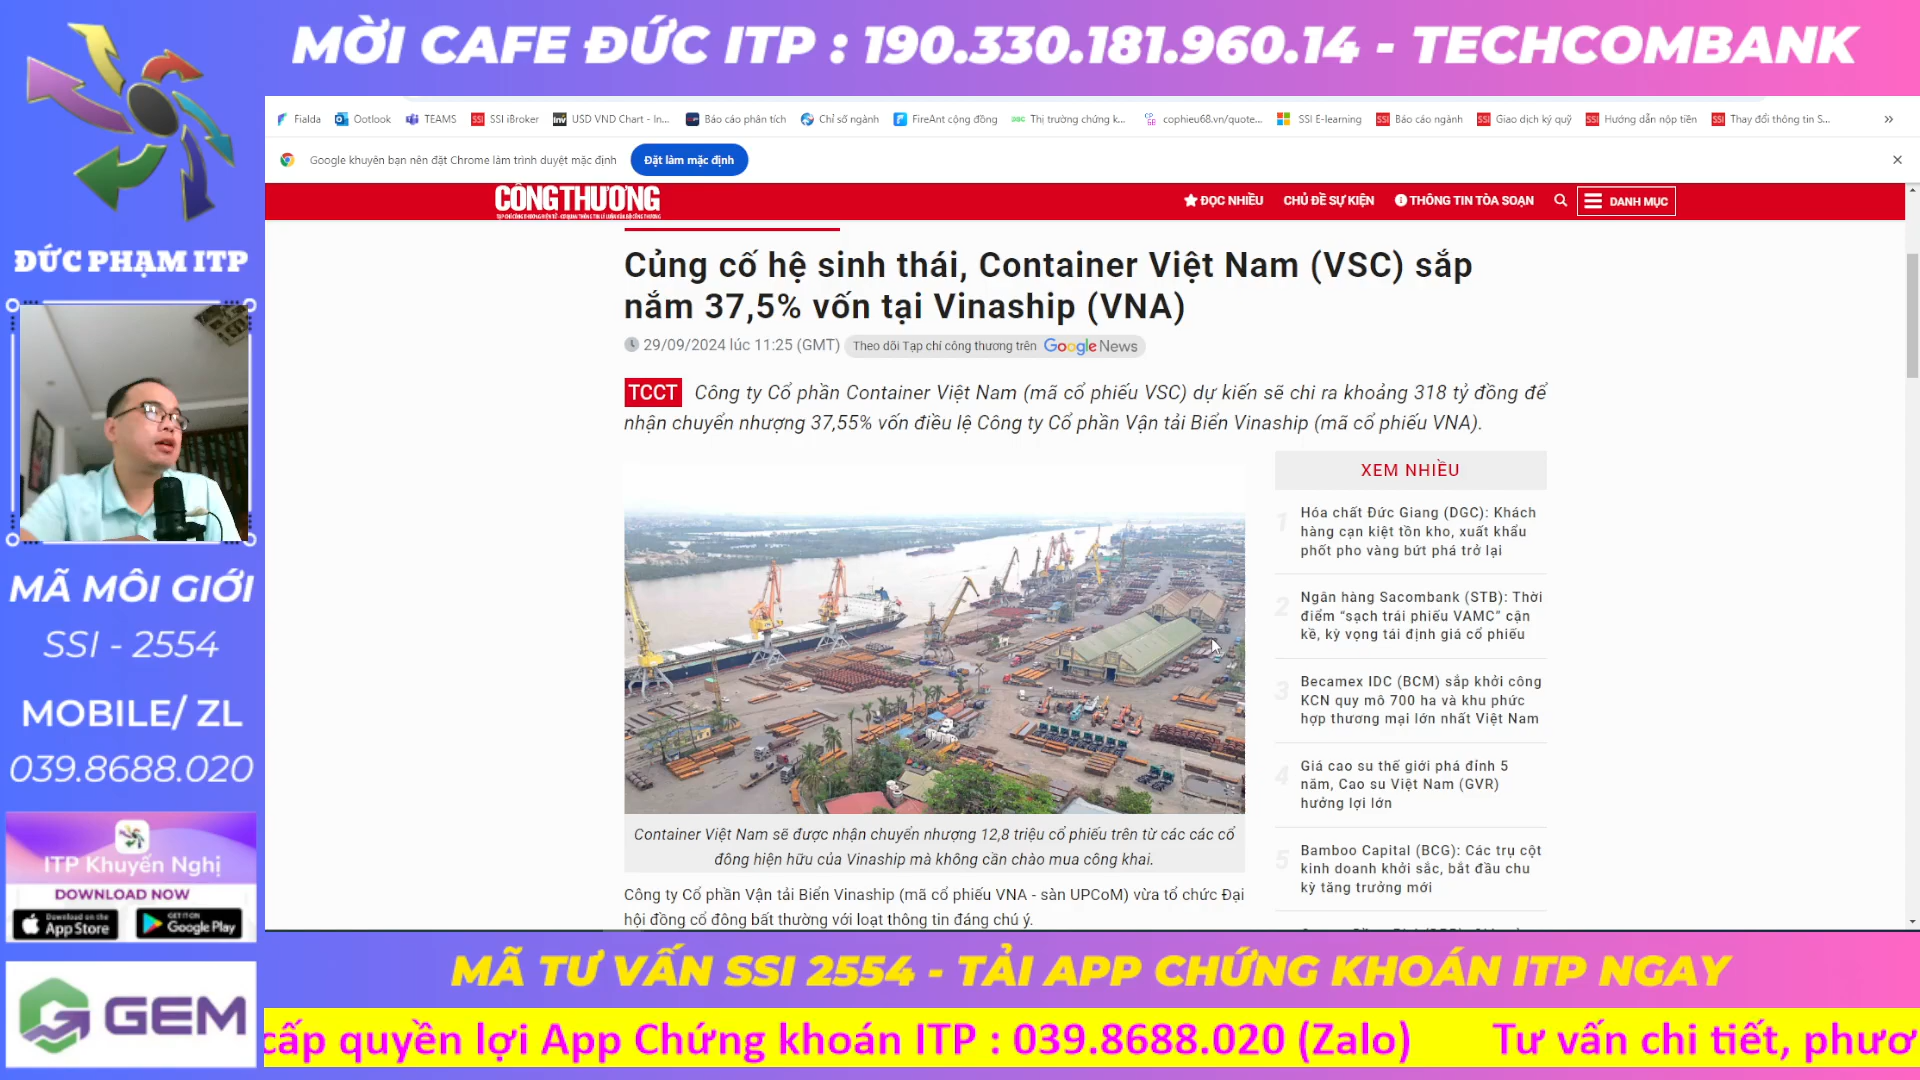 MỜI CAFE ĐỨC ITP : 190.330.181.960.14 - TECHCOMBANK
Fialda
Ootlook
TEAMS
SSI iBroker
USD VND Chart - In...
Báo cáo phân tích
Chỉ số ngành
FireAnt cộng đồng
Thị trường chứng k...
cophieu68.vn/quote...
SSI E-learning
Báo cáo ngành
Giao dịch ký quỹ
Hướng dẫn nộp tiền
Thay đổi thông tin S...
»
Google khuyên bạn nên đặt Chrome làm trình duyệt mặc định
Đặt làm mặc định
CÔNG THƯƠNG
ĐỌC NHIỀU
CHỦ ĐỀ SỰ KIỆN
THÔNG TIN TÒA SOẠN
DANH MỤC
Củng cố hệ sinh thái, Container Việt Nam (VSC) sắp
nắm 37,5% vốn tại Vinaship (VNA)
29/09/2024 lúc 11:25 (GMT)
Theo dõi Tạp chí công thương trên Google News
TCCT Công ty Cổ phần Container Việt Nam (mã cổ phiếu VSC) dự kiến sẽ chi ra khoảng 318 tỷ đồng để
nhận chuyển nhượng 37,55% vốn điều lệ Công ty Cổ phần Vận tải Biển Vinaship (mã cổ phiếu VNA).
Container Việt Nam sẽ được nhận chuyển nhượng 12,8 triệu cổ phiếu trên từ các các cổ
đông hiện hữu của Vinaship mà không cần chào mua công khai.
Công ty Cổ phần Vận tải Biển Vinaship (mã cổ phiếu VNA - sàn UPCoM) vừa tổ chức Đại
hội đồng cổ đông bất thường với loạt thông tin đáng chú ý.
XEM NHIỀU
1
Hóa chất Đức Giang (DGC): Khách
hàng cạn kiệt tồn kho, xuất khẩu
phốt pho vàng bứt phá trở lại
2
Ngân hàng Sacombank (STB): Thời
điểm “sạch trái phiếu VAMC” cận
kề, kỳ vọng tái định giá cổ phiếu
3
Becamex IDC (BCM) sắp khởi công
KCN quy mô 700 ha và khu phức
hợp thương mại lớn nhất Việt Nam
4
Giá cao su thế giới phá đỉnh 5
năm, Cao su Việt Nam (GVR)
hưởng lợi lớn
5
Bamboo Capital (BCG): Các trụ cột
kinh doanh khởi sắc, bắt đầu chu
kỳ tăng trưởng mới
ĐỨC PHẠM ITP
MÃ MÔI GIỚI
SSI - 2554
MOBILE/ ZL
039.8688.020
ITP Khuyến Nghị
DOWNLOAD NOW
Download on the
App Store
GET IT ON
Google Play
GEM
MÃ TƯ VẤN SSI 2554 - TẢI APP CHỨNG KHOÁN ITP NGAY
cấp quyền lợi App Chứng khoán ITP : 039.8688.020 (Zalo)
Tư vấn chi tiết, phươ